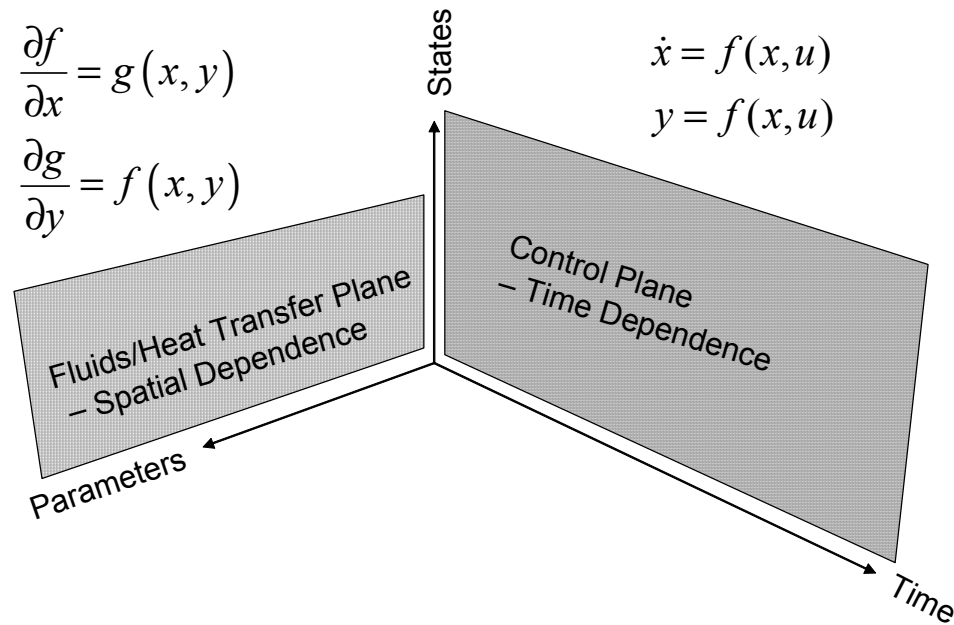 ∂f/∂x = g(x, y)
∂g/∂y = f(x, y)
States
ẋ = f(x,u)
y = f(x,u)
Fluids/Heat Transfer Plane
– Spatial Dependence
Control Plane
– Time Dependence
Parameters
Time